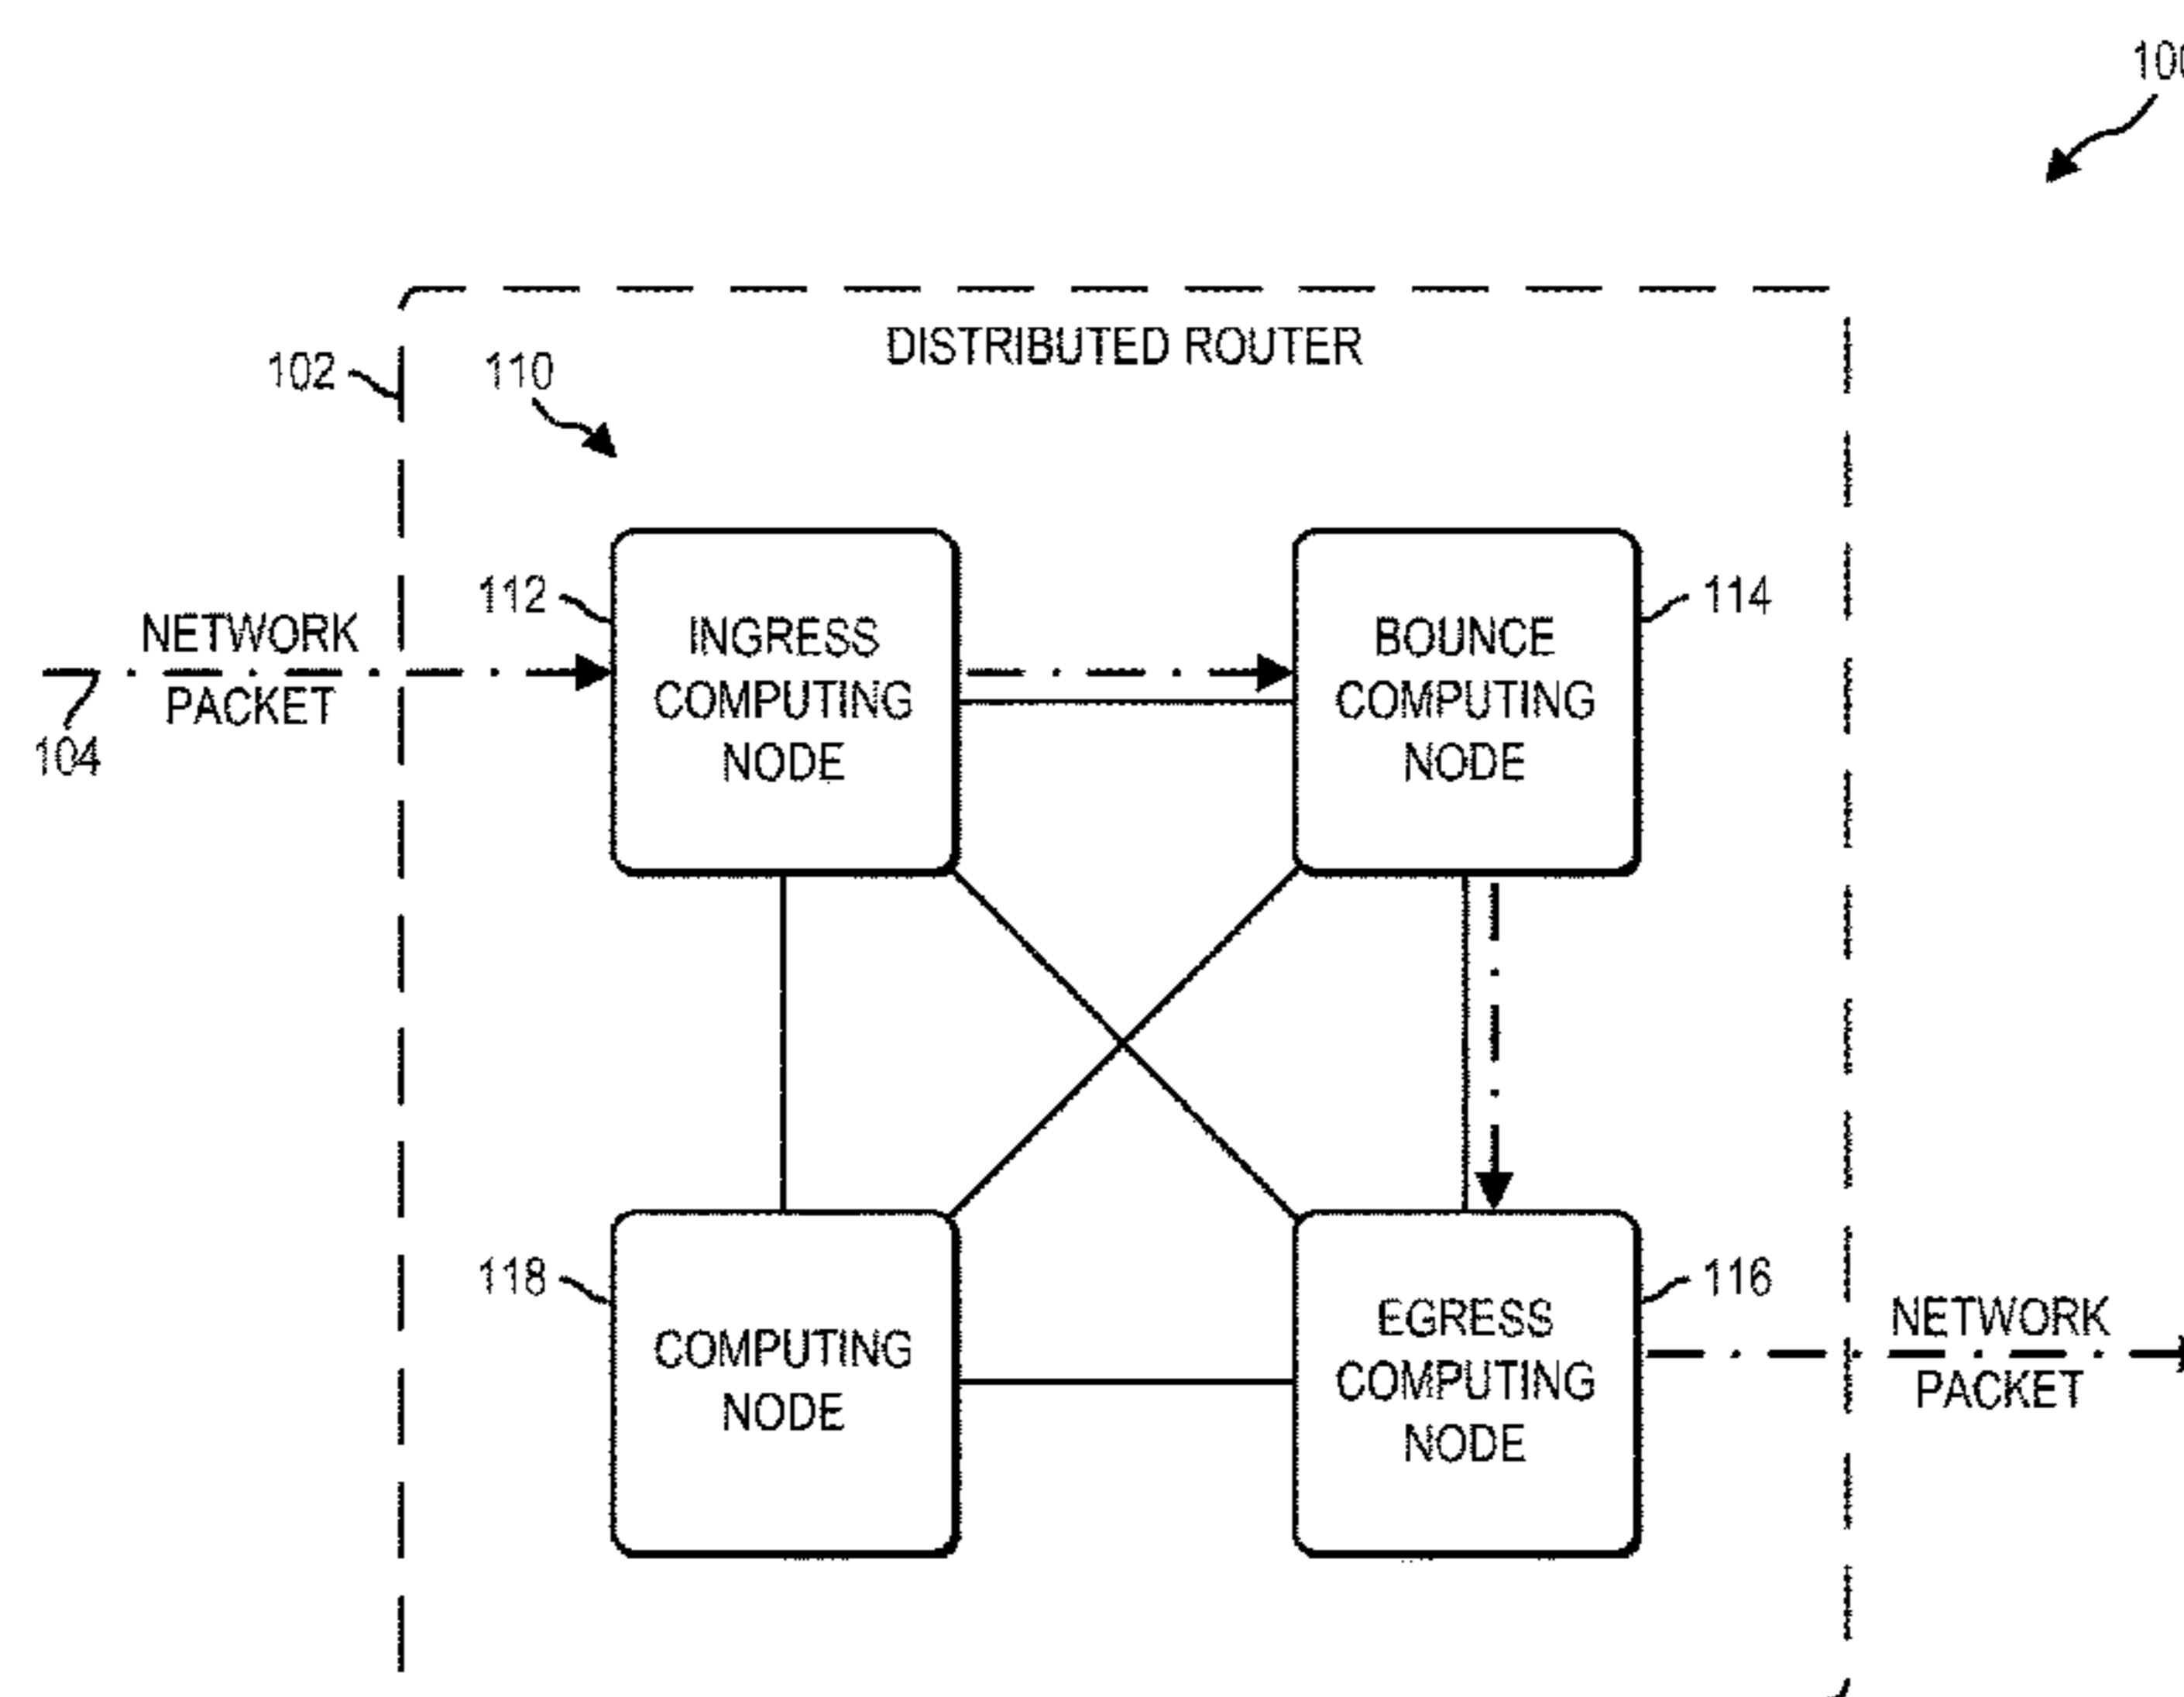 100
DISTRIBUTED ROUTER
102
110
112
114
NETWORK
PACKET
104
INGRESS
COMPUTING
NODE
BOUNCE
COMPUTING
NODE
118
116
COMPUTING
NODE
EGRESS
COMPUTING
NODE
NETWORK
PACKET